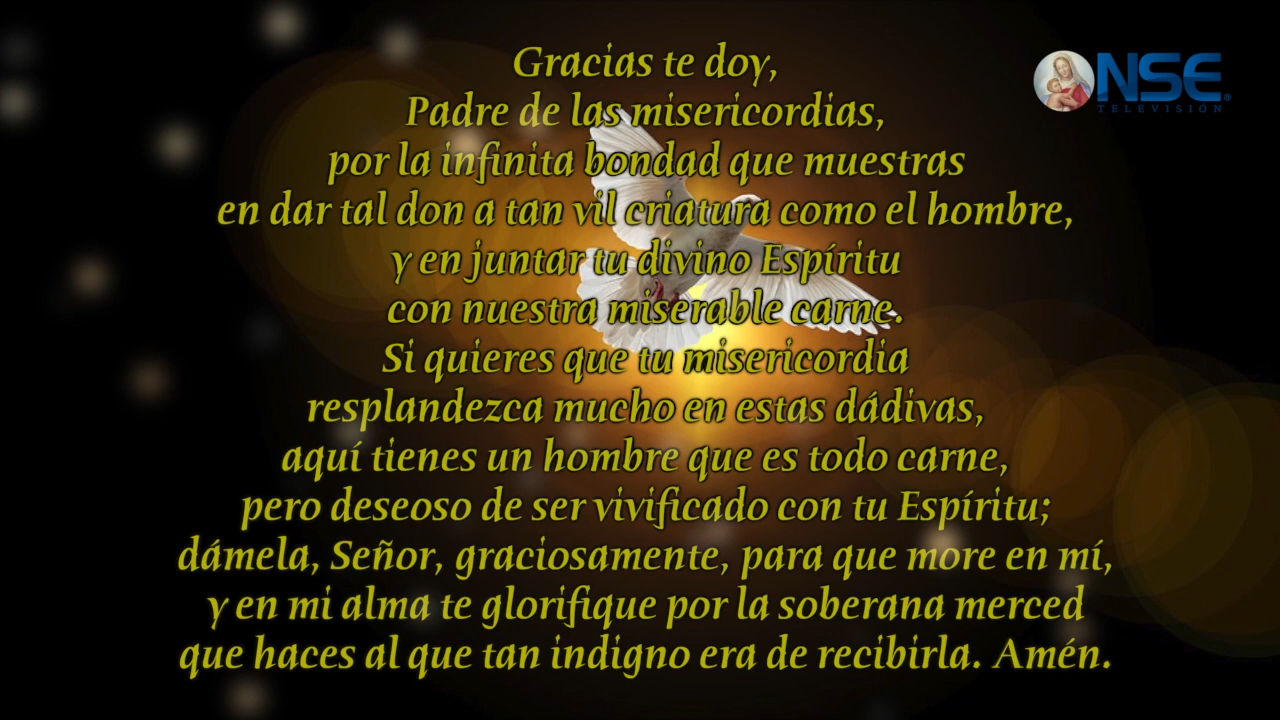 Gracias te doy,
Padre de las misericordias,
por la infinita bondad que muestras
en dar tal don a tan vil criatura como el hombre,
y en juntar tu divino Espíritu
con nuestra miserable carne.
Si quieres que tu misericordia
resplandezca mucho en estas dádivas,
aquí tienes un hombre que es todo carne,
pero deseoso de ser vivificado con tu Espíritu;
dámela, Señor, graciosamente, para que more en mí,
y en mi alma te glorifique por la soberana merced
que haces al que tan indigno era de recibirla. Amén.
NSE®
TELEVISIÓN